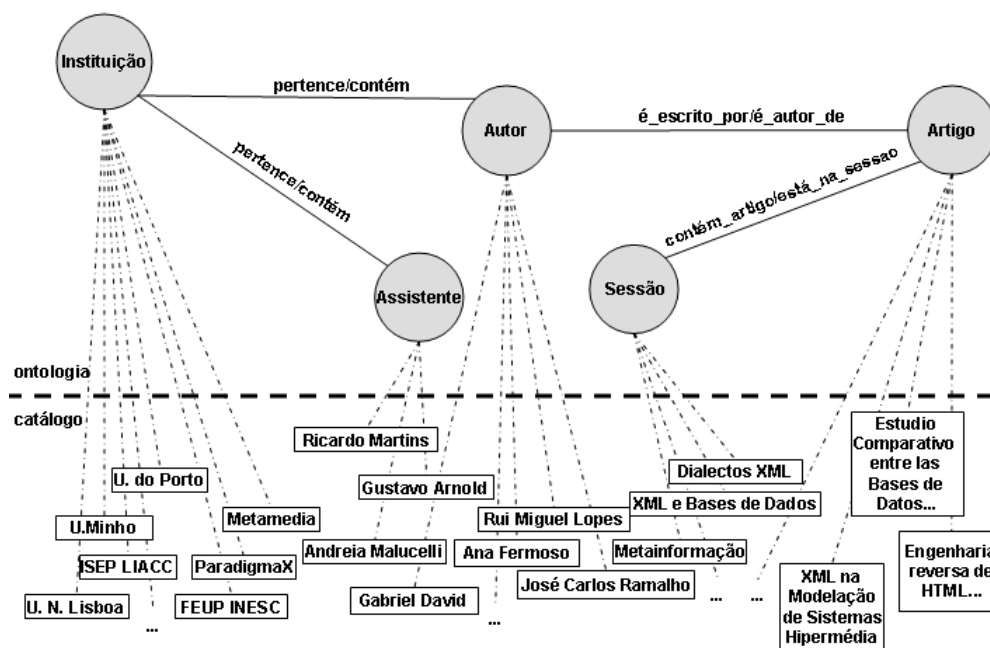 Instituição
pertence/contém
Autor
é_escrito_por/é_autor_de
Artigo
pertence/contém
contém_artigo/está_na_sessao
Assistente
Sessão
ontologia
catálogo
Ricardo Martins
Estudio
Comparativo
entre las
Bases de
Datos...
U. do Porto
Gustavo Arnold
Dialectos XML
XML e Bases de Dados
U.Minho
Metamedia
Rui Miguel Lopes
Andreia Malucelli
Ana Fermoso
Metainformação
ISEP LIACC
ParadigmaX
José Carlos Ramalho
Engenharia
reversa de
HTML...
U. N. Lisboa
FEUP INESC
Gabriel David
...
...
...
...
XML na
Modelação
de Sistemas
Hipermédia